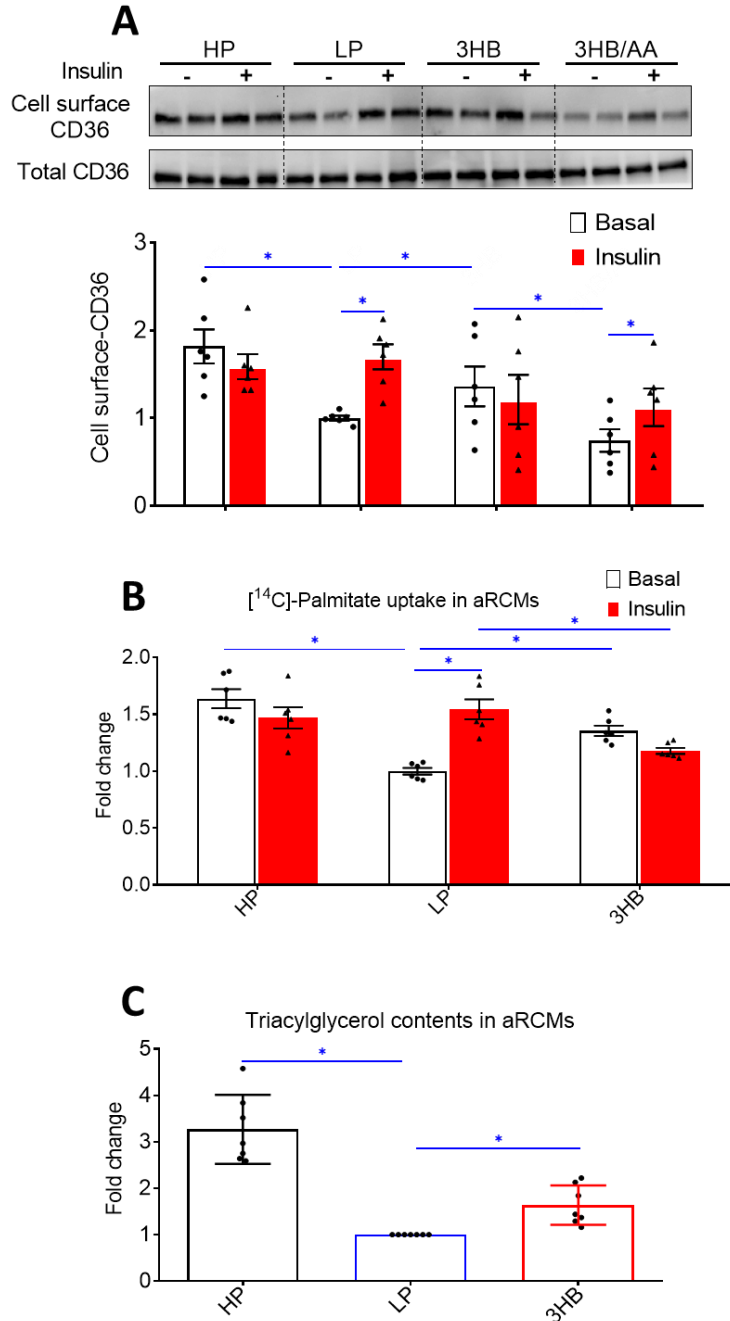 A
HP LP 3HB 3HB/AA
Insulin - + - + - + - +
Cell surface
CD36
Total CD36
Basal
Insulin
3
2
1
0
Cell surface-CD36
* * * * *
B
[14C]-Palmitate uptake in aRCMs
Basal
Insulin
* * * *
2.0
1.5
1.0
0.5
0.0
Fold change
HP LP 3HB
C
Triacylglycerol contents in aRCMs
* *
5
4
3
2
1
0
Fold change
HP LP 3HB